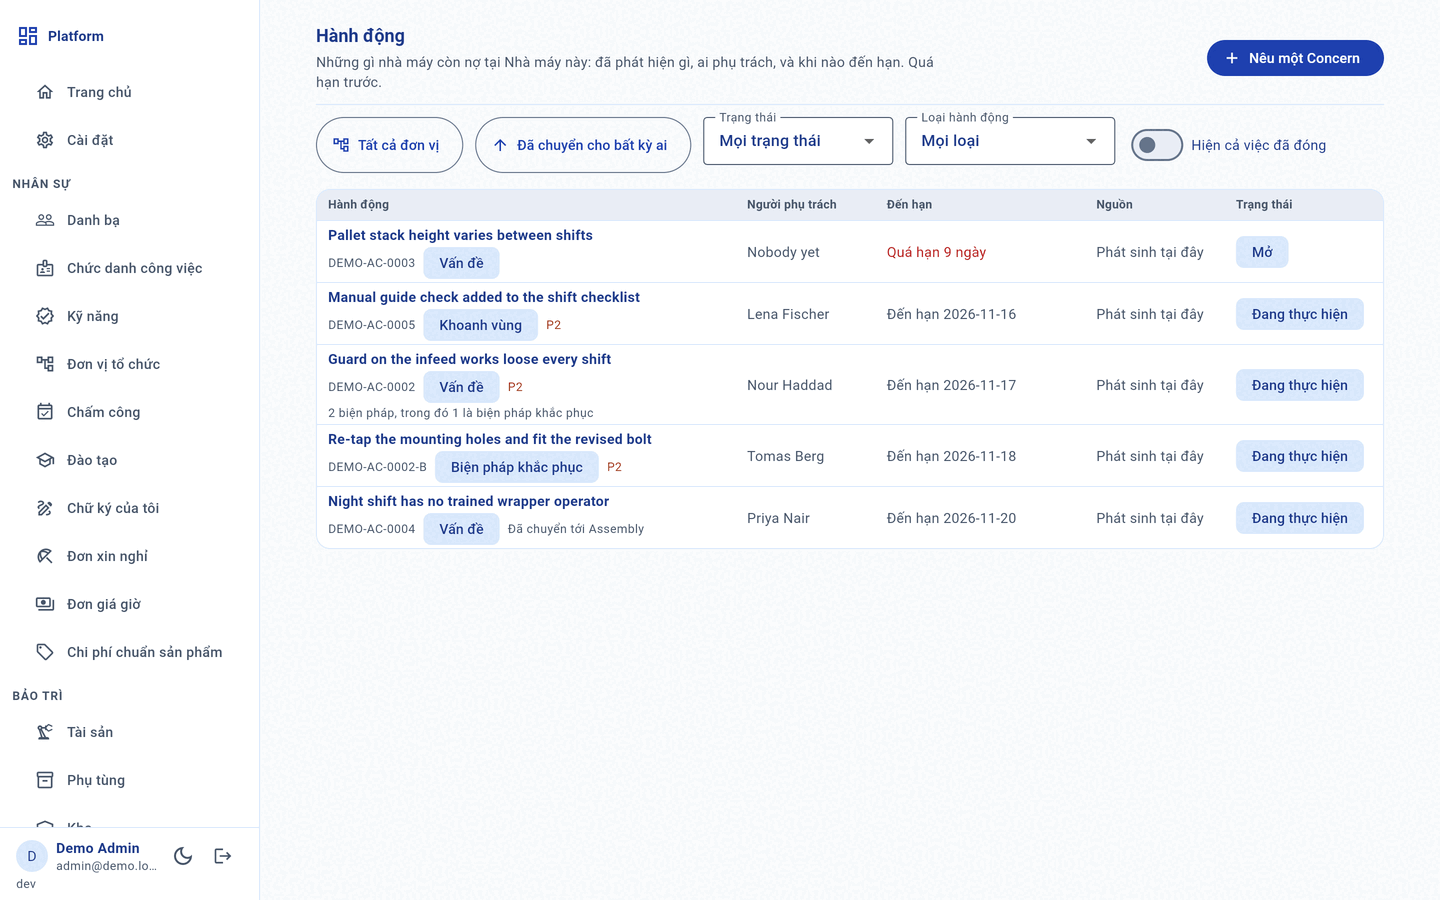 Platform
Trang chủ
Cài đặt
NHÂN SỰ
Danh bạ
Chức danh công việc
Kỹ năng
Đơn vị tổ chức
Chấm công
Đào tạo
Chữ ký của tôi
Đơn xin nghỉ
Đơn giá giờ
Chi phí chuẩn sản phẩm
BẢO TRÌ
Tài sản
Phụ tùng
Kho
D
Demo Admin
admin@demo.lo...
dev
Hành động
Những gì nhà máy còn nợ tại Nhà máy này: đã phát hiện gì, ai phụ trách, và khi nào đến hạn. Quá
hạn trước.
Nêu một Concern
Tất cả đơn vị
Đã chuyển cho bất kỳ ai
Trạng thái
Mọi trạng thái
Loại hành động
Mọi loại
Hiện cả việc đã đóng
Hành động Người phụ trách Đến hạn Nguồn Trạng thái
Pallet stack height varies between shifts
DEMO-AC-0003 Vấn đề
Nobody yet Quá hạn 9 ngày Phát sinh tại đây Mở
Manual guide check added to the shift checklist
DEMO-AC-0005 Khoanh vùng P2
Lena Fischer Đến hạn 2026-11-16 Phát sinh tại đây Đang thực hiện
Guard on the infeed works loose every shift
DEMO-AC-0002 Vấn đề P2
2 biện pháp, trong đó 1 là biện pháp khắc phục
Nour Haddad Đến hạn 2026-11-17 Phát sinh tại đây Đang thực hiện
Re-tap the mounting holes and fit the revised bolt
DEMO-AC-0002-B Biện pháp khắc phục P2
Tomas Berg Đến hạn 2026-11-18 Phát sinh tại đây Đang thực hiện
Night shift has no trained wrapper operator
DEMO-AC-0004 Vấn đề Đã chuyển tới Assembly
Priya Nair Đến hạn 2026-11-20 Phát sinh tại đây Đang thực hiện